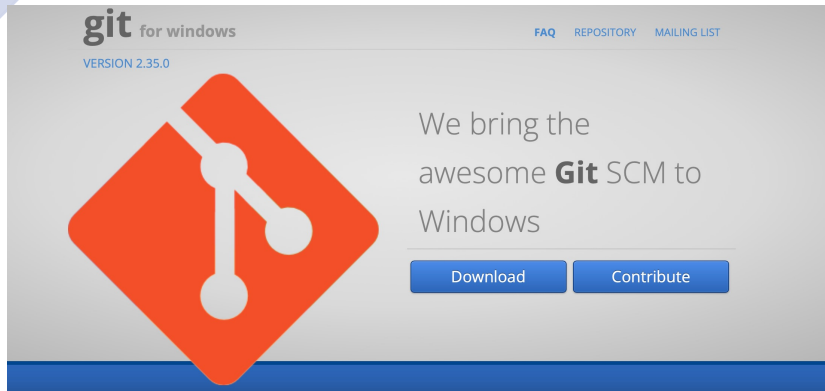 git for windows
FAQ REPOSITORY MAILING LIST
VERSION 2.35.0
We bring the
awesome Git SCM to
Windows
Download Contribute